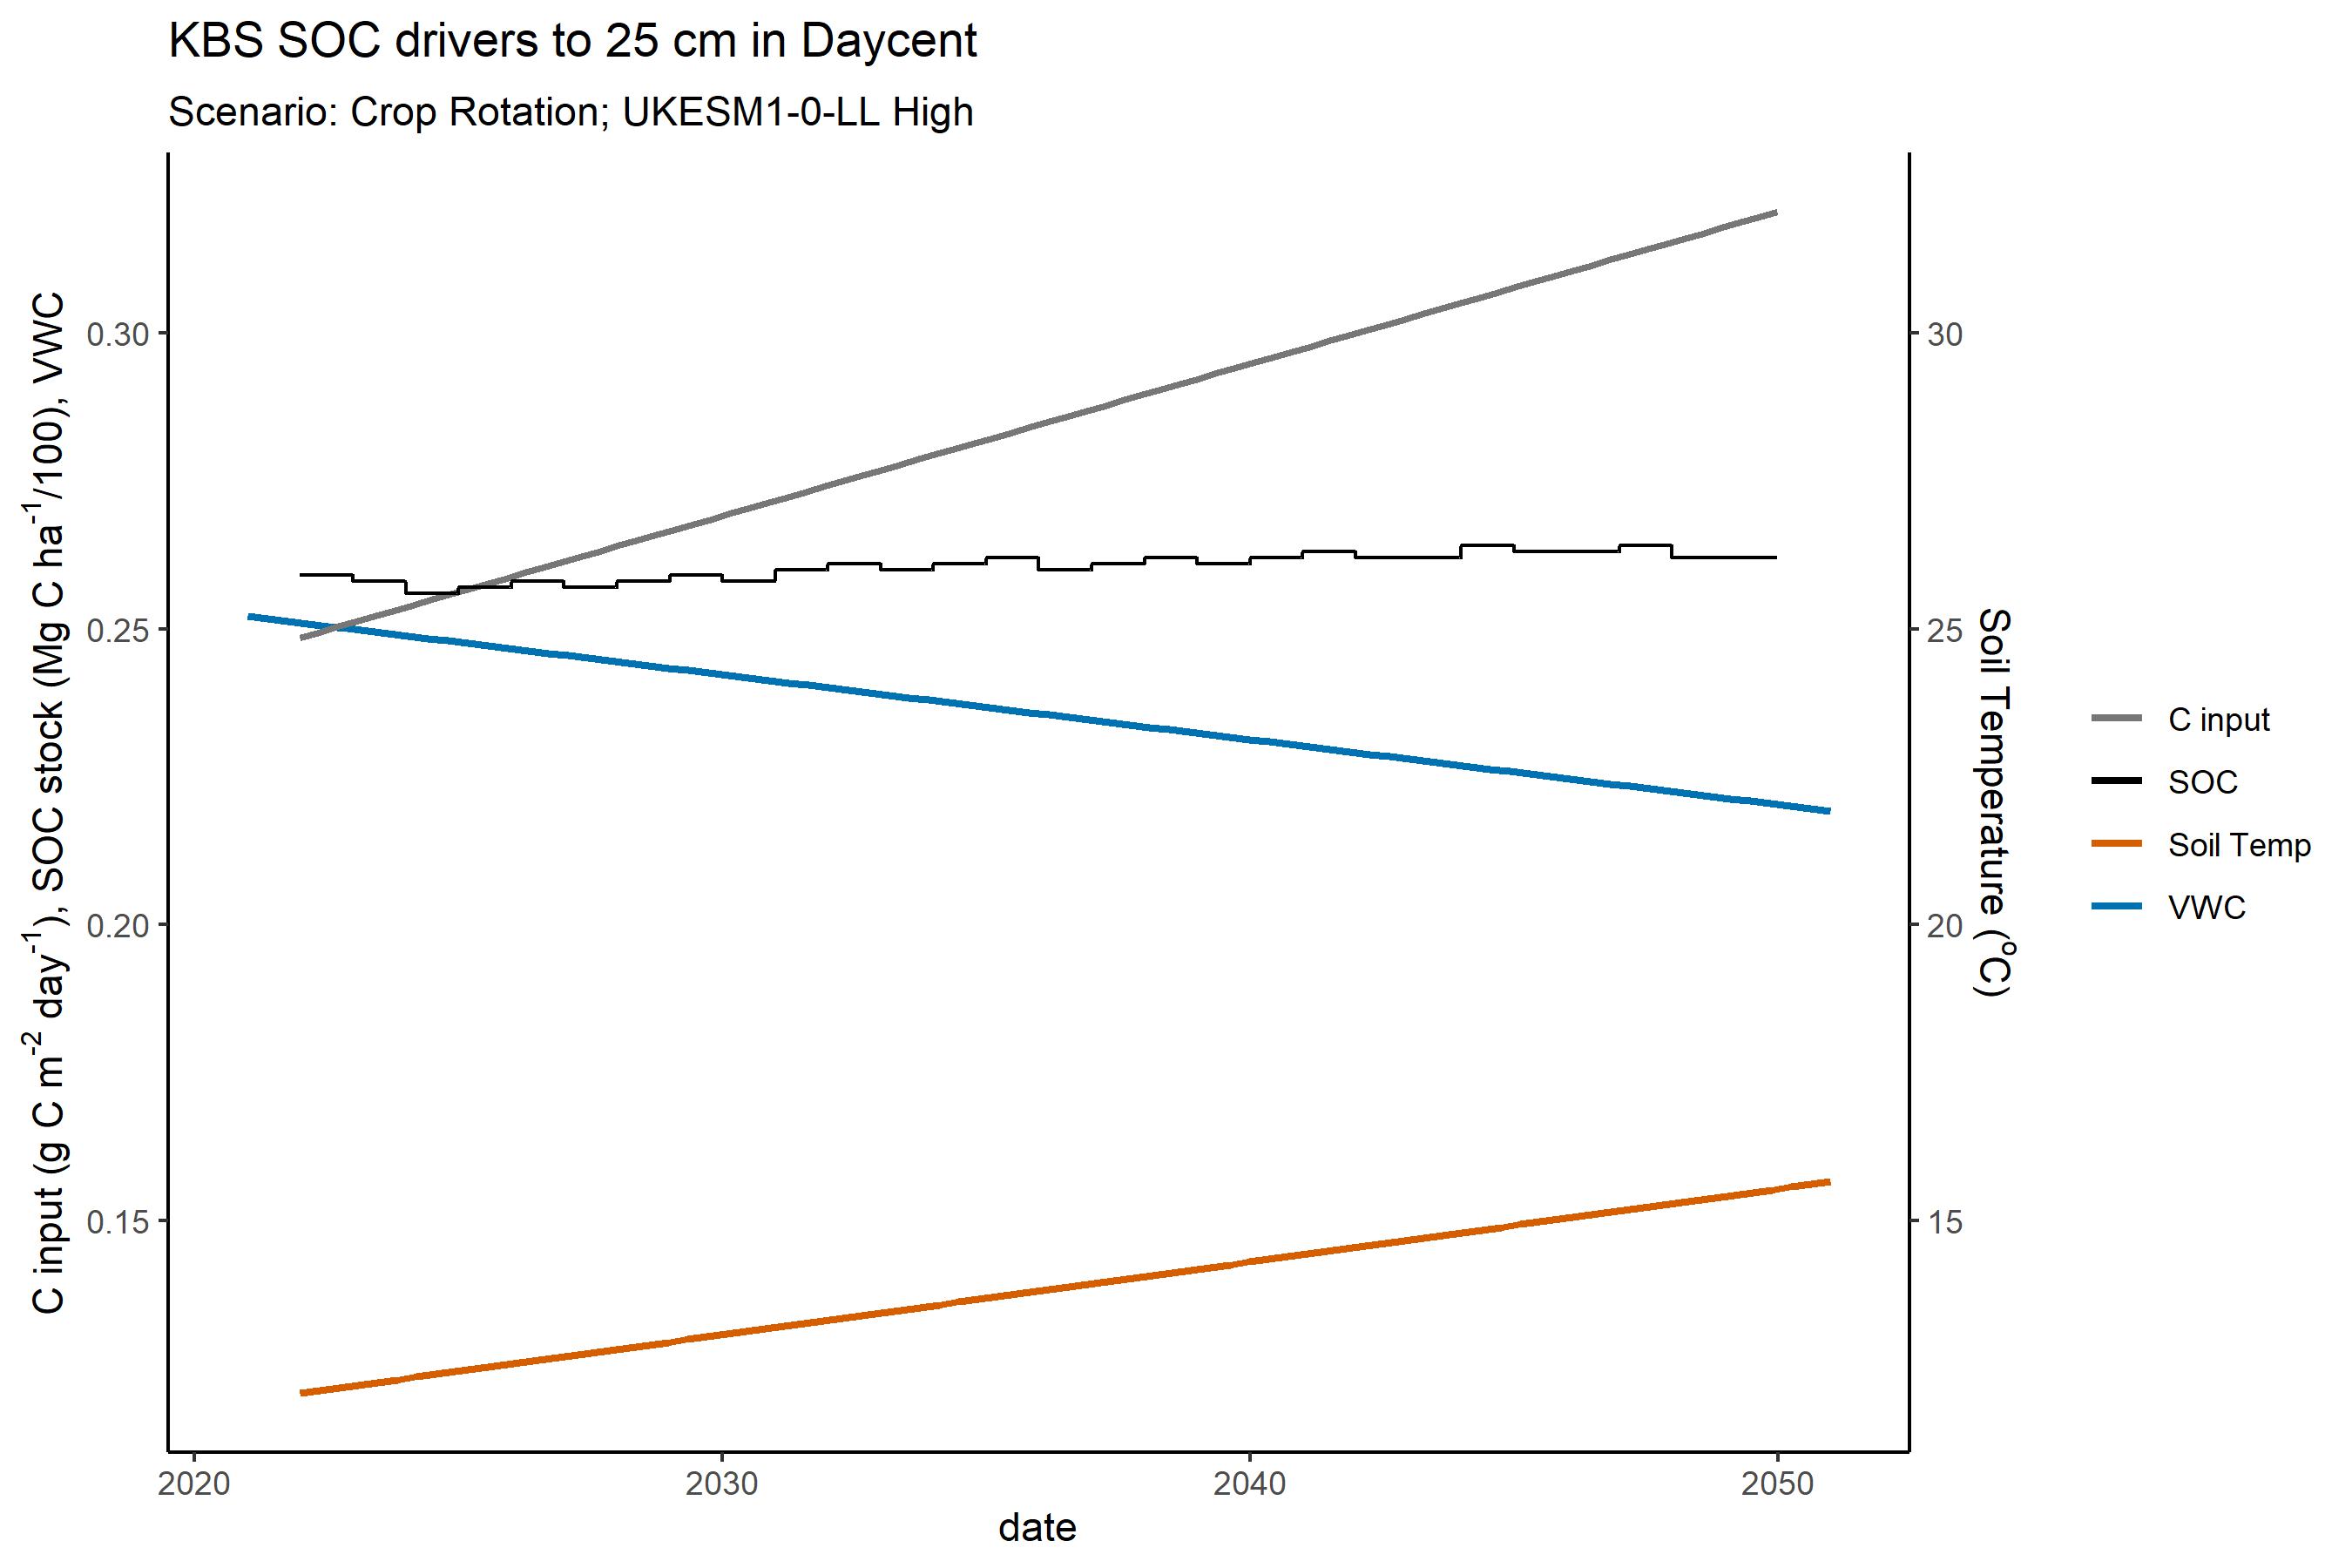 KBS SOC drivers to 25 cm in Daycent
Scenario: Crop Rotation; UKESM1-0-LL High
C input (g C m⁻² day⁻¹), SOC stock (Mg C ha⁻¹/100), VWC
0.30
0.25
0.20
0.15
30
25
20
15
Soil Temperature (ºC)
C input
SOC
Soil Temp
VWC
2020
2030
2040
2050
date